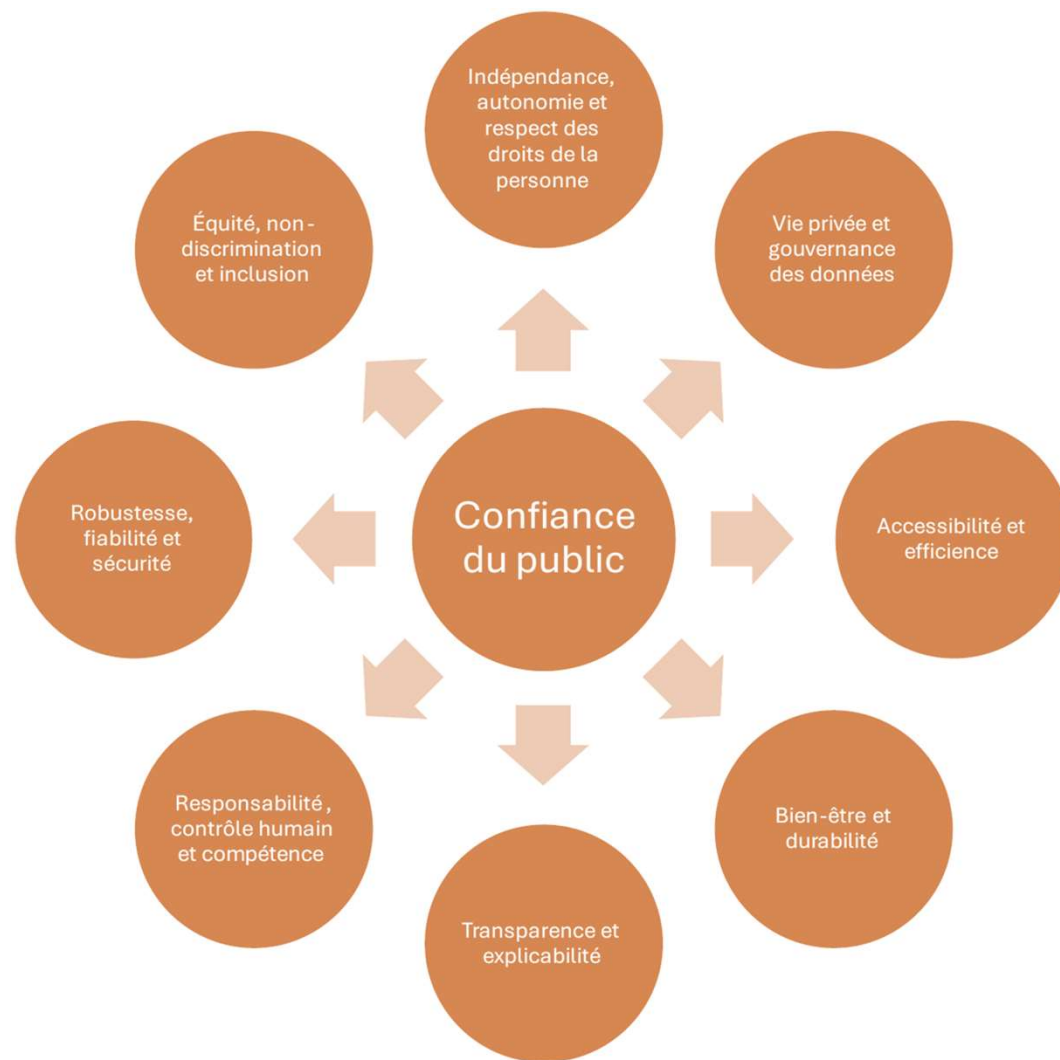 Indépendance,
autonomie et
respect des
droits de la
personne
Vie privée et
gouvernance
des données
Accessibilité et
efficience
Bien-être et
durabilité
Transparence et
explicabilité
Responsabilité,
contrôle humain
et compétence
Robustesse,
fiabilité et
sécurité
Équité, non-
discrimination
et inclusion
Confiance
du public